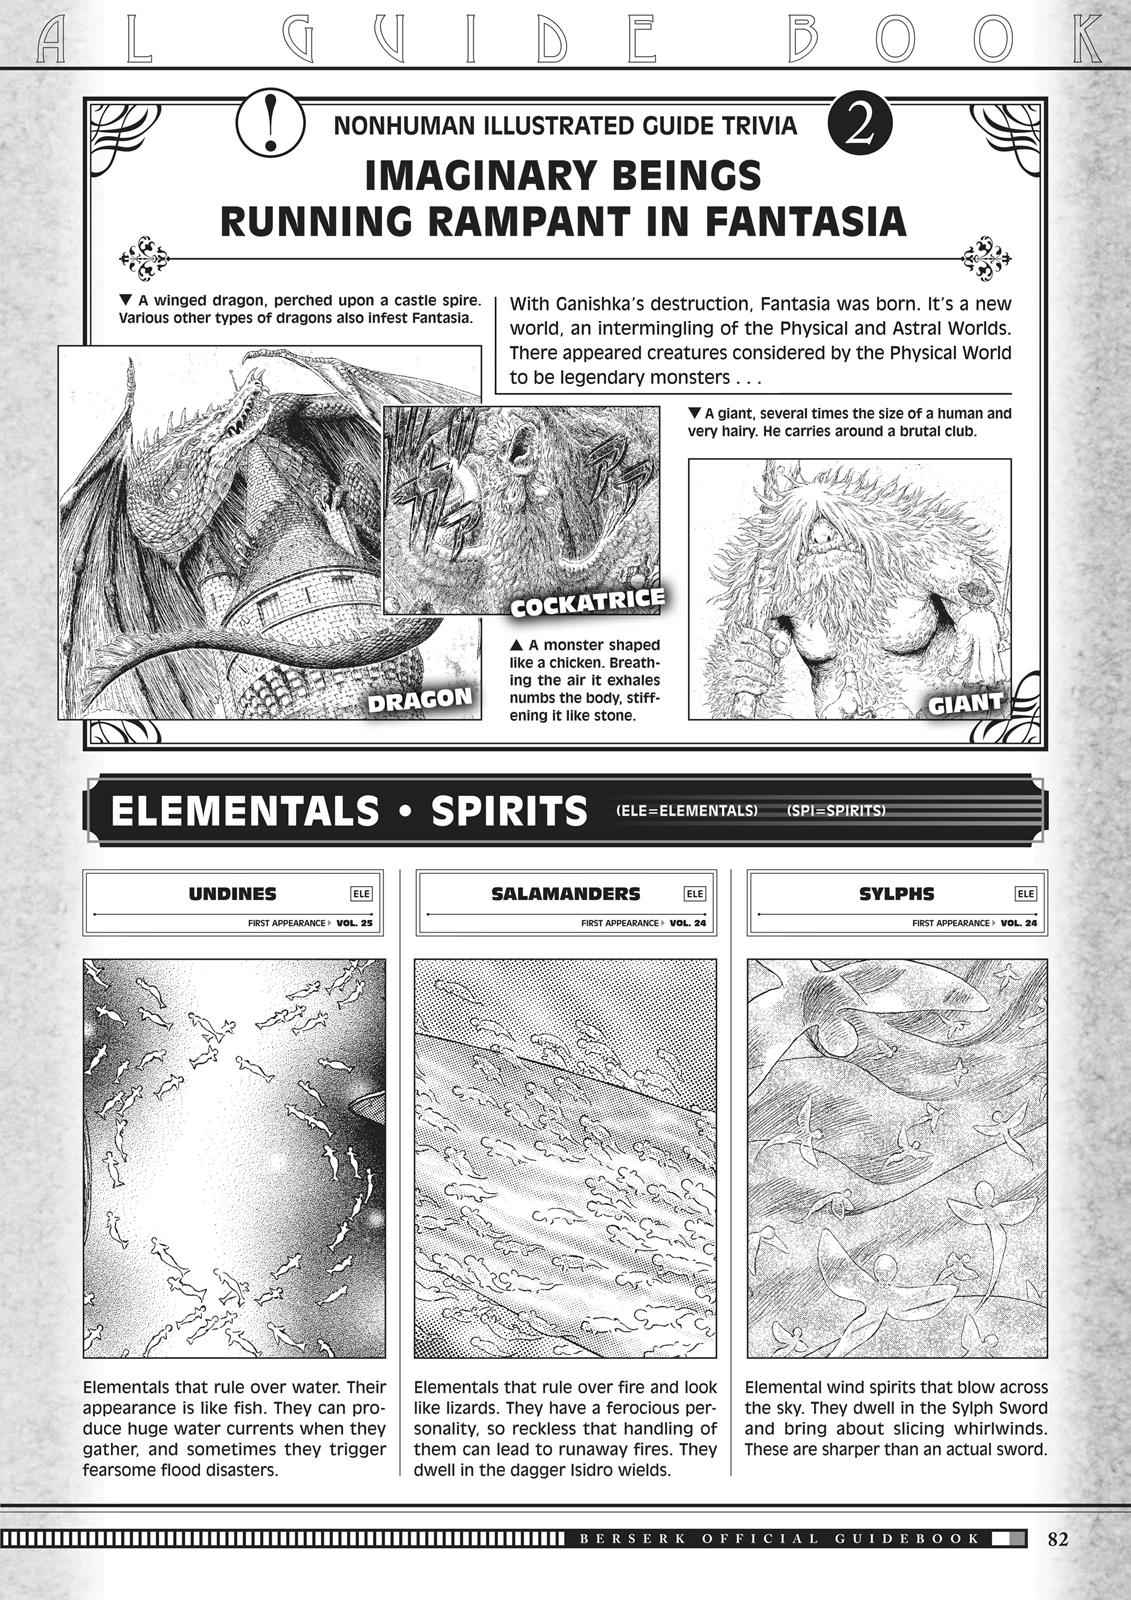 AL GUIDE BOOK
!
NONHUMAN ILLUSTRATED GUIDE TRIVIA
2
IMAGINARY BEINGS
RUNNING RAMPANT IN FANTASIA
▼ A winged dragon, perched upon a castle spire.
Various other types of dragons also infest Fantasia.
With Ganishka's destruction, Fantasia was born. It's a new
world, an intermingling of the Physical and Astral Worlds.
There appeared creatures considered by the Physical World
to be legendary monsters . . .
▼ A giant, several times the size of a human and
very hairy. He carries around a brutal club.
DRAGON
COCKATRICE
▲ A monster shaped
like a chicken. Breath-
ing the air it exhales
numbs the body, stiff-
ening it like stone.
GIANT
ELEMENTALS • SPIRITS (ELE=ELEMENTALS) (SPI=SPIRITS)
UNDINES ELE
FIRST APPEARANCE▶ VOL. 25
Elementals that rule over water. Their
appearance is like fish. They can pro-
duce huge water currents when they
gather, and sometimes they trigger
fearsome flood disasters.
SALAMANDERS ELE
FIRST APPEARANCE▶ VOL. 24
Elementals that rule over fire and look
like lizards. They have a ferocious per-
sonality, so reckless that handling of
them can lead to runaway fires. They
dwell in the dagger Isidro wields.
SYLPHS ELE
FIRST APPEARANCE▶ VOL. 24
Elemental wind spirits that blow across
the sky. They dwell in the Sylph Sword
and bring about slicing whirlwinds.
These are sharper than an actual sword.
BERSERK OFFICIAL GUIDEBOOK
82